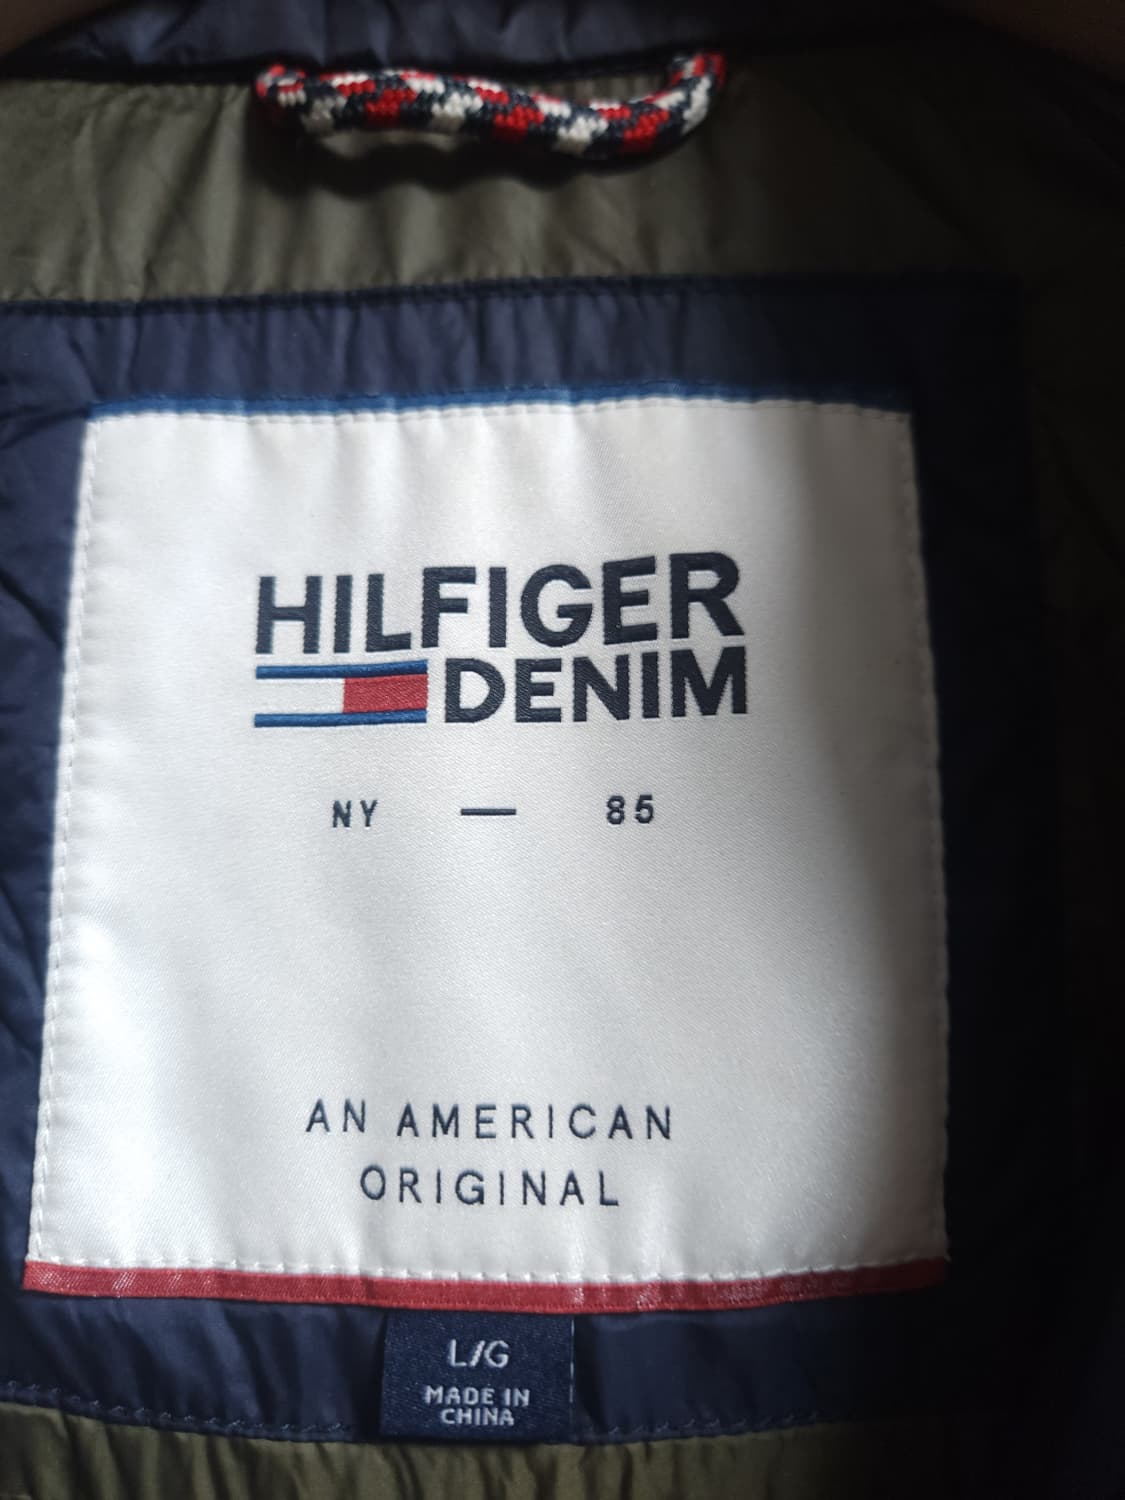 HILFIGER
DENIM
NY — 85
AN AMERICAN
ORIGINAL
L/G
MADE IN
CHINA